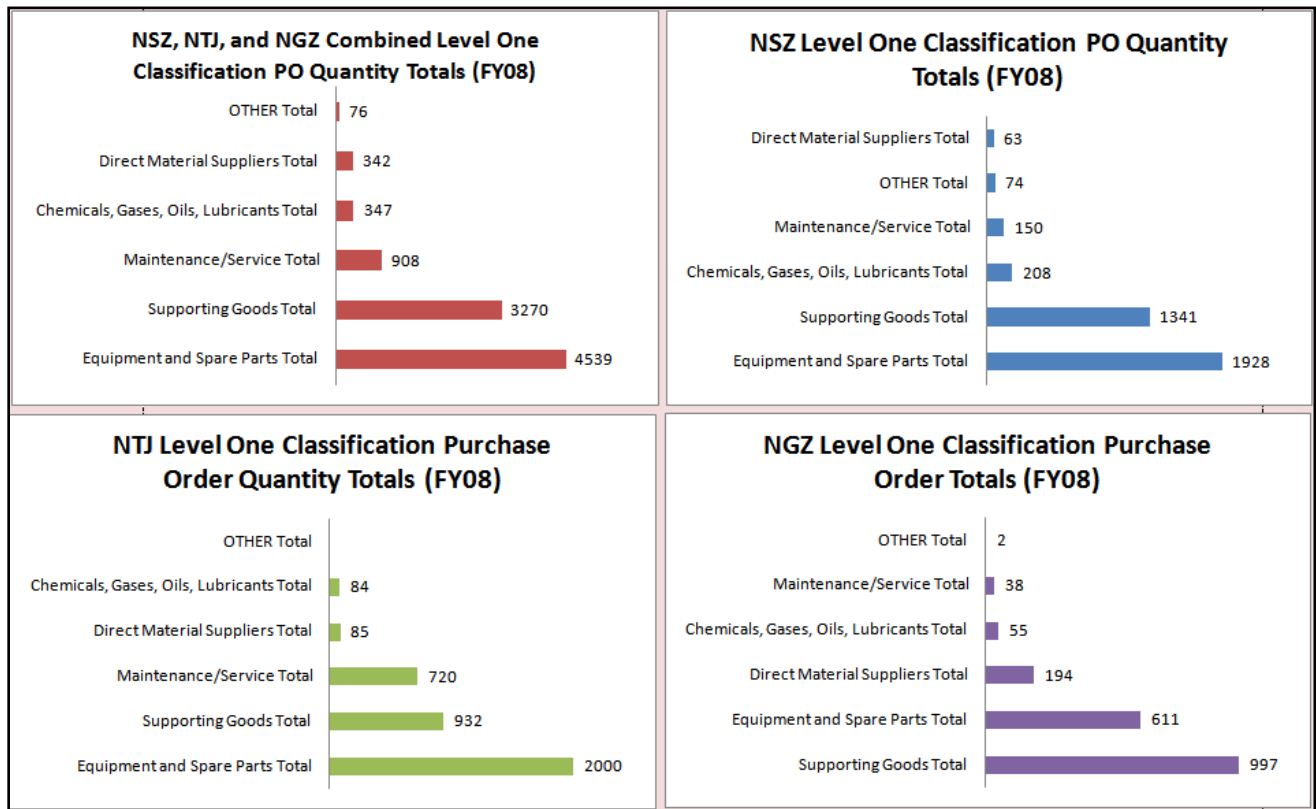 NSZ, NTJ, and NGZ Combined Level One
Classification PO Quantity Totals (FY08)
OTHER Total 76
Direct Material Suppliers Total 342
Chemicals, Gases, Oils, Lubricants Total 347
Maintenance/Service Total 908
Supporting Goods Total 3270
Equipment and Spare Parts Total 4539
NSZ Level One Classification PO Quantity
Totals (FY08)
Direct Material Suppliers Total 63
OTHER Total 74
Maintenance/Service Total 150
Chemicals, Gases, Oils, Lubricants Total 208
Supporting Goods Total 1341
Equipment and Spare Parts Total 1928
NTJ Level One Classification Purchase
Order Quantity Totals (FY08)
OTHER Total
Chemicals, Gases, Oils, Lubricants Total 84
Direct Material Suppliers Total 85
Maintenance/Service Total 720
Supporting Goods Total 932
Equipment and Spare Parts Total 2000
NGZ Level One Classification Purchase
Order Totals (FY08)
OTHER Total 2
Maintenance/Service Total 38
Chemicals, Gases, Oils, Lubricants Total 55
Direct Material Suppliers Total 194
Equipment and Spare Parts Total 611
Supporting Goods Total 997